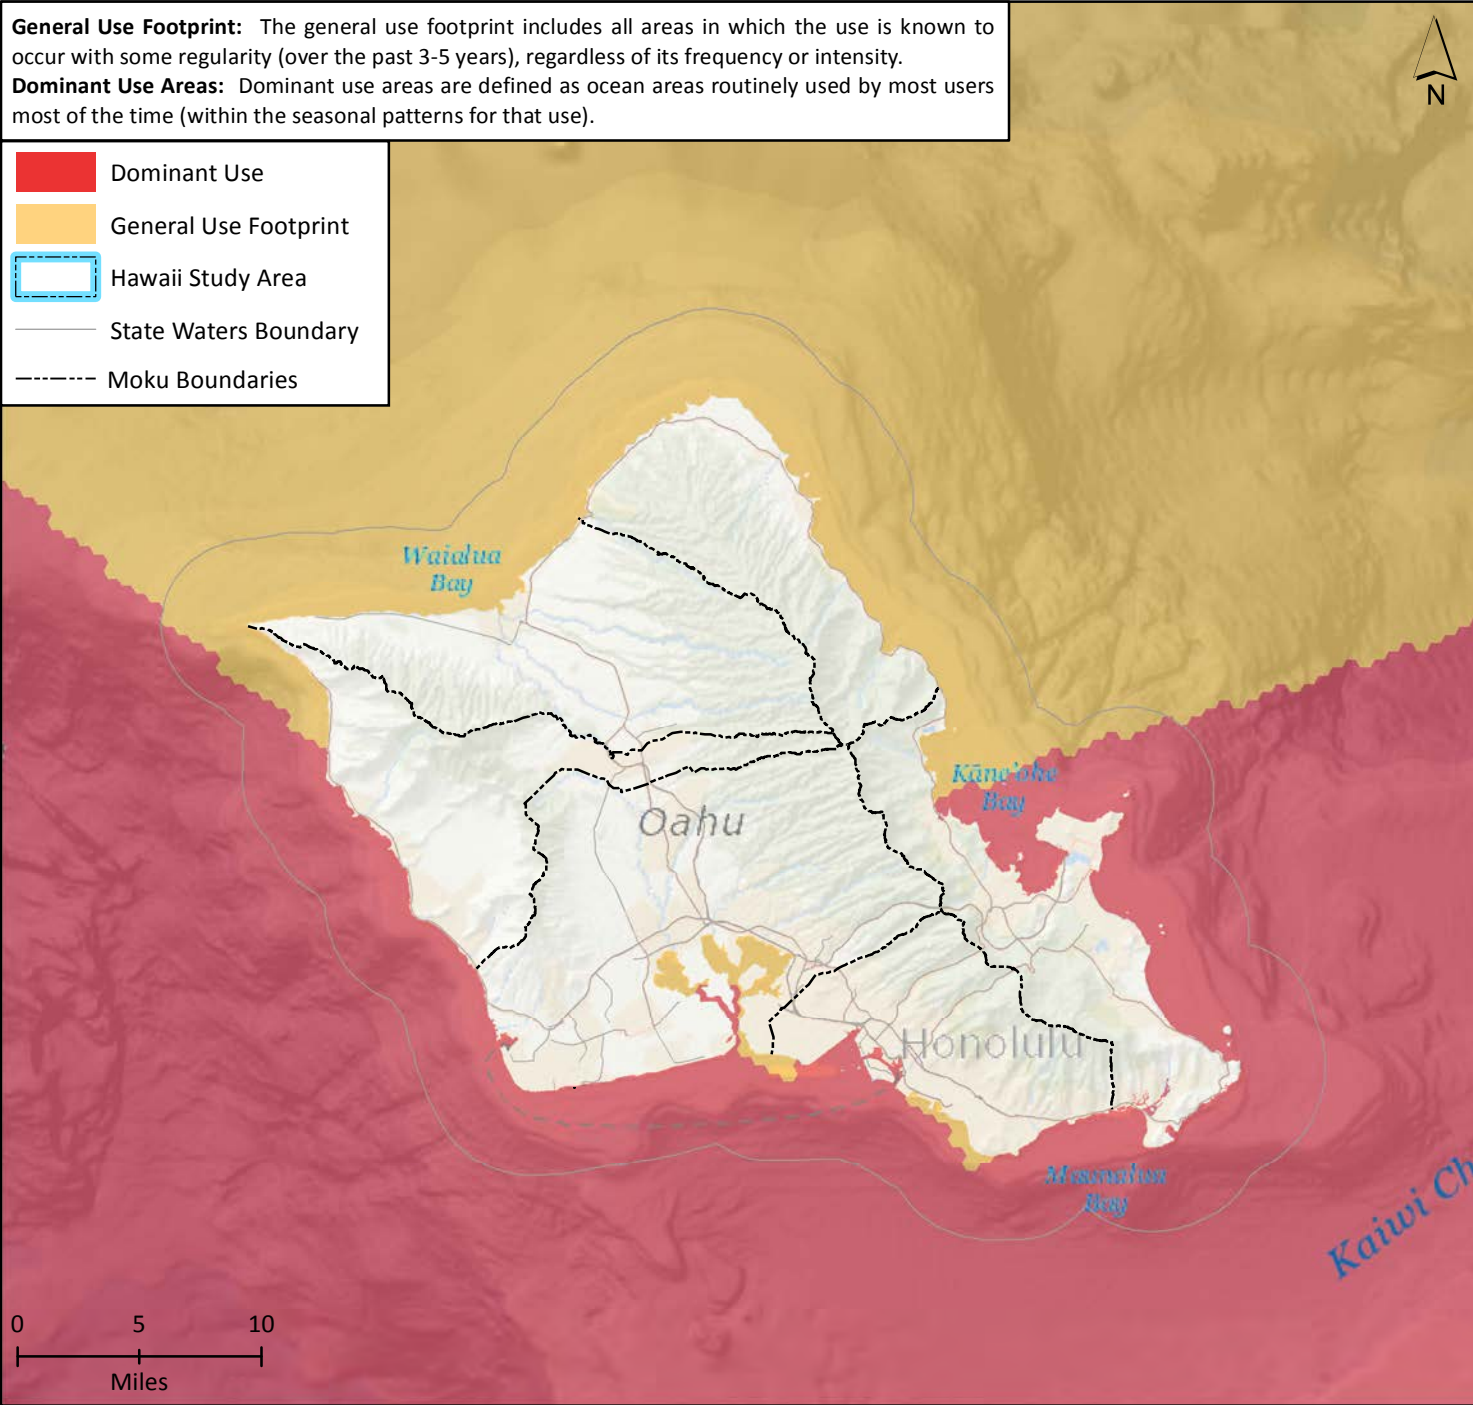 General Use Footprint: The general use footprint includes all areas in which the use is known to
occur with some regularity (over the past 3-5 years), regardless of its frequency or intensity.
Dominant Use Areas: Dominant use areas are defined as ocean areas routinely used by most users
most of the time (within the seasonal patterns for that use).
N
Dominant Use
General Use Footprint
Hawaii Study Area
State Waters Boundary
Moku Boundaries
Waialua
Bay
Kāne'ohe
Bay
Oahu
Honolulu
Maunalua
Bay
Kaiwi Ch
0 5 10
Miles